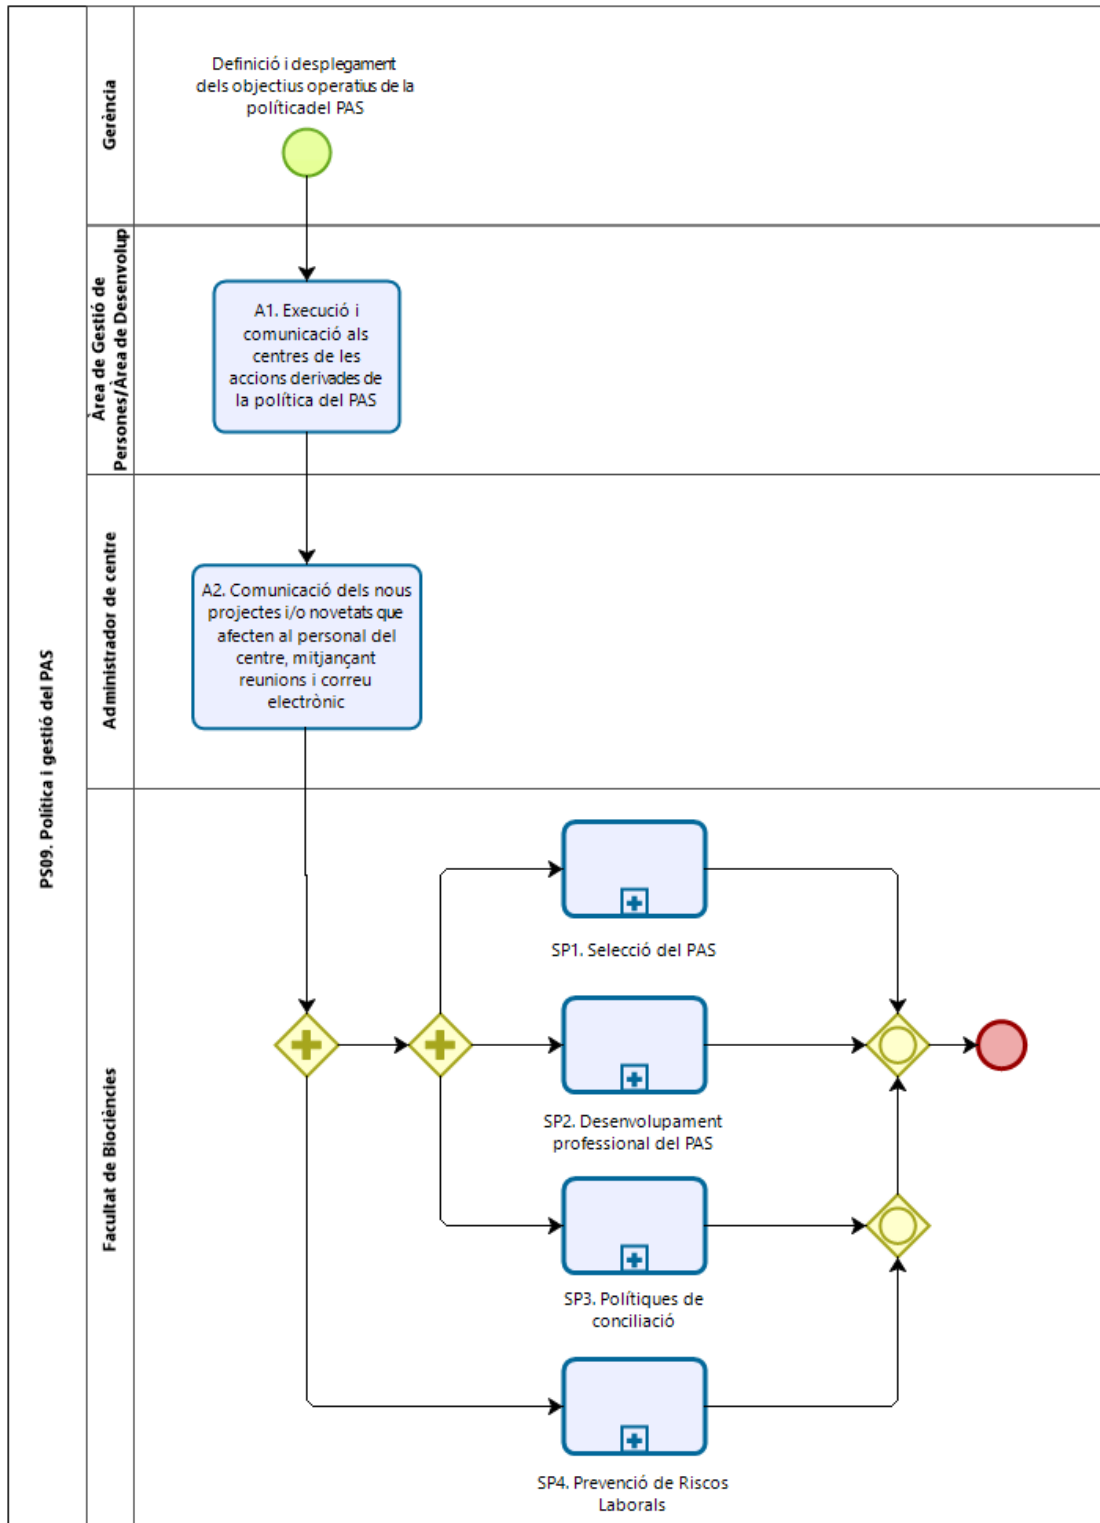 PS09. Política i gestió del PAS
Gerència
Definició i desplegament
dels objectius operatius de la
políticadel PAS
Àrea de Gestió de
Persones/Àrea de Desenvolup
A1. Execució i
comunicació als
centres de les
accions derivades de
la política del PAS
Administrador de centre
A2. Comunicació dels nous
projectes i/o novetats que
afecten al personal del
centre, mitjançant
reunions i correu
electrònic
Facultat de Biociències
SP1. Selecció del PAS
SP2. Desenvolupament
professional del PAS
SP3. Polítiques de
conciliació
SP4. Prevenció de Riscos
Laborals